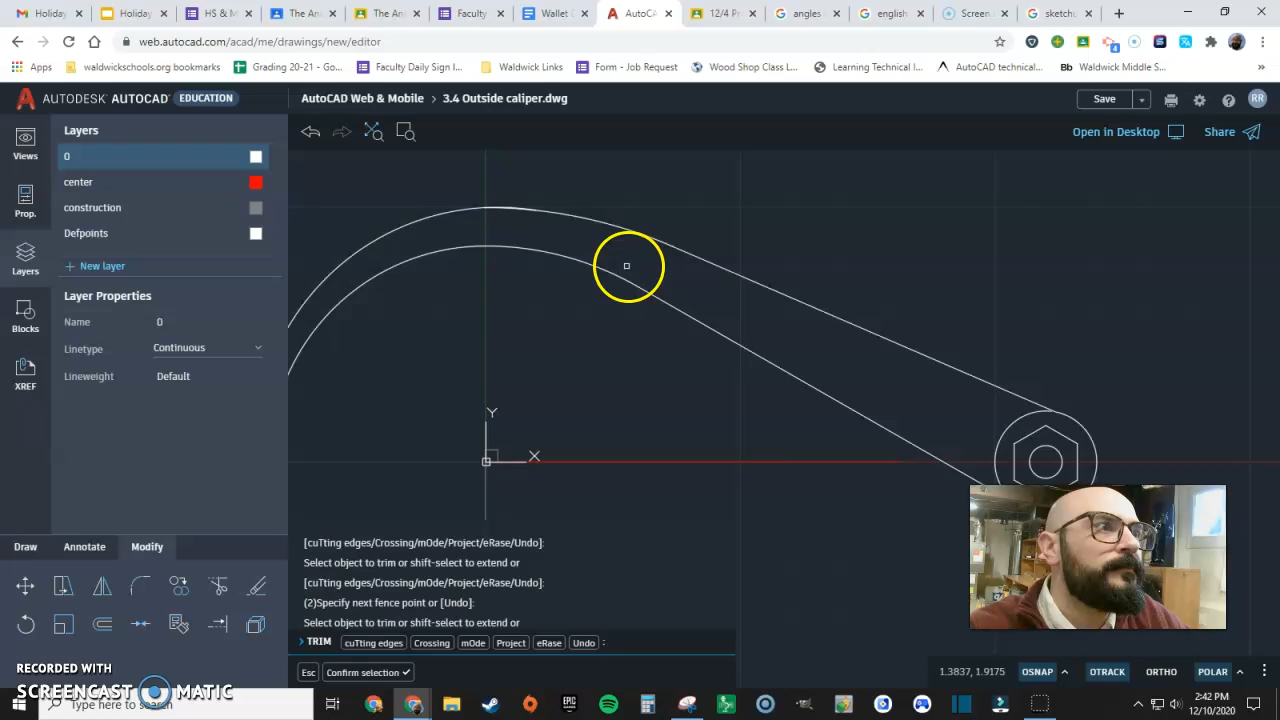 Holiday
Holiday
HS & M
The An
The An
Faculty
Wallet
AutoCA
12/4 P
angles
english
Screen
sketchu
web.autocad.com/acad/me/drawings/new/editor
Apps
waldwickschools.org bookmarks
Grading 20-21 - Go...
Faculty Daily Sign I...
Waldwick Links
Form - Job Request
Wood Shop Class L...
Learning Technical ...
AutoCAD technical...
Bb Waldwick Middle S...
AUTODESK AUTOCAD EDUCATION
AutoCAD Web & Mobile > 3.4 Outside caliper.dwg
Save
RR
Layers
Open in Desktop
Share
Views
0
center
Prop.
construction
Defpoints
Layers
+ New layer
Layer Properties
Name 0
Blocks
Linetype Continuous
XREF
Lineweight Default
Y
X
Draw
Annotate
Modify
[cuTting edges/Crossing/mOde/Project/eRase/Undo]:
Select object to trim or shift-select to extend or
[cuTting edges/Crossing/mOde/Project/eRase/Undo]:
(2)Specify next fence point or [Undo]:
Select object to trim or shift-select to extend or
> TRIM cuTting edges Crossing mOde Project eRase Undo :
Esc Confirm selection
1.3837, 1.9175 OSNAP OTRACK ORTHO POLAR
RECORDED WITH
SCREENCAST MATIC
Type here to search
EPIC GAMES
2:42 PM
12/10/2020